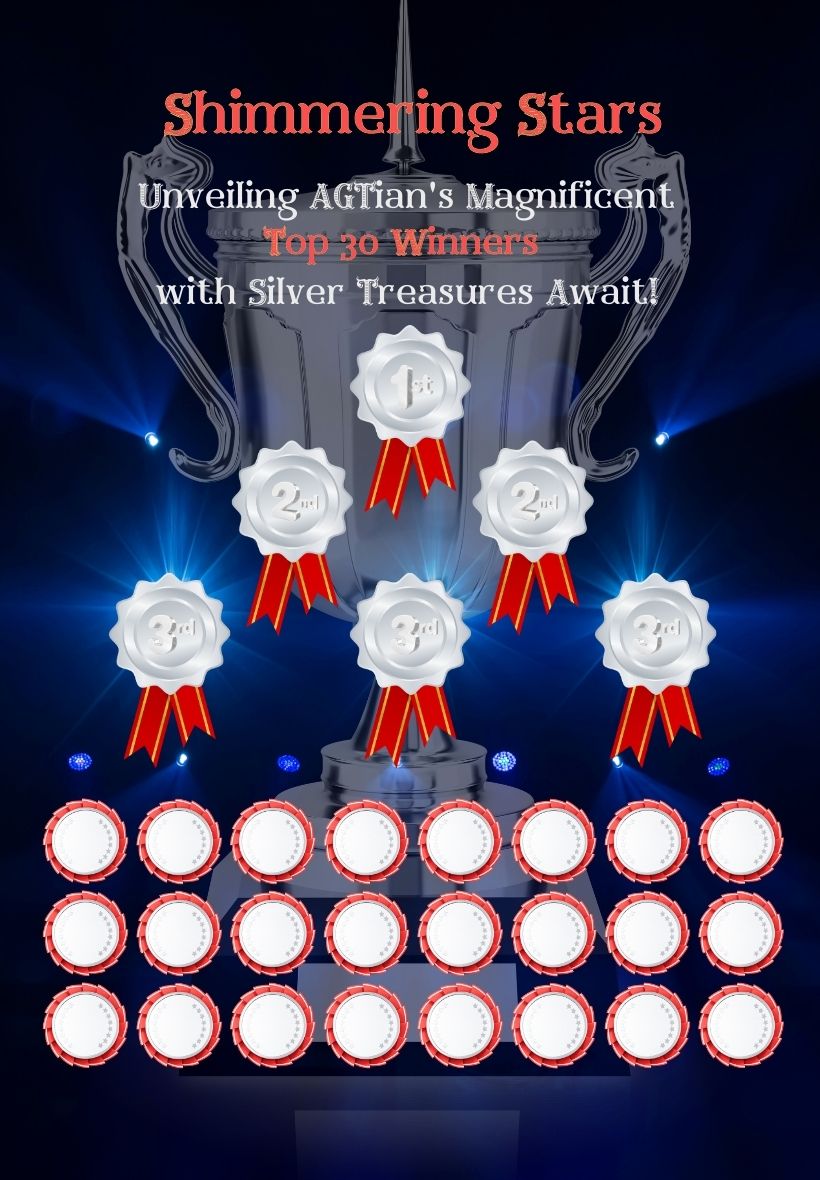 Shimmering Stars
Unveiling AGTian's Magnificent
Top 30 Winners
with Silver Treasures Await!
1st
2nd
2nd
3rd
3rd
3rd